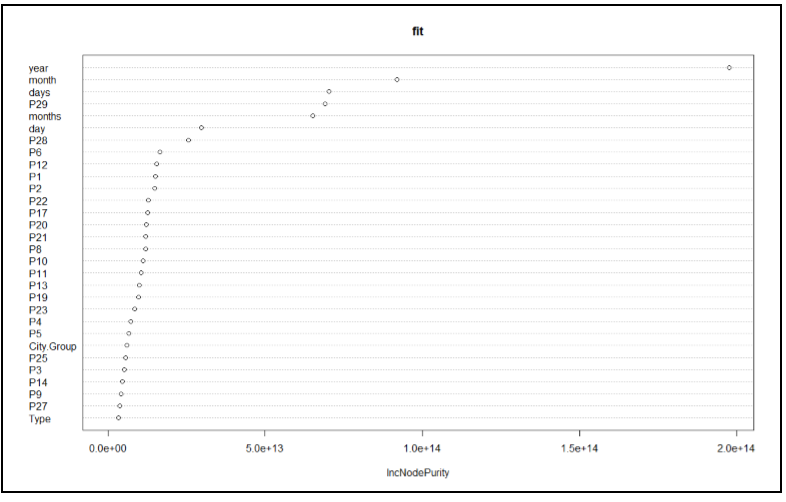 fit
year
month
days
P29
months
day
P28
P6
P12
P1
P2
P22
P17
P20
P21
P8
P10
P11
P13
P19
P23
P4
P5
City.Group
P25
P3
P14
P9
P27
Type
0.0e+00 5.0e+13 1.0e+14 1.5e+14 2.0e+14
IncNodePurity